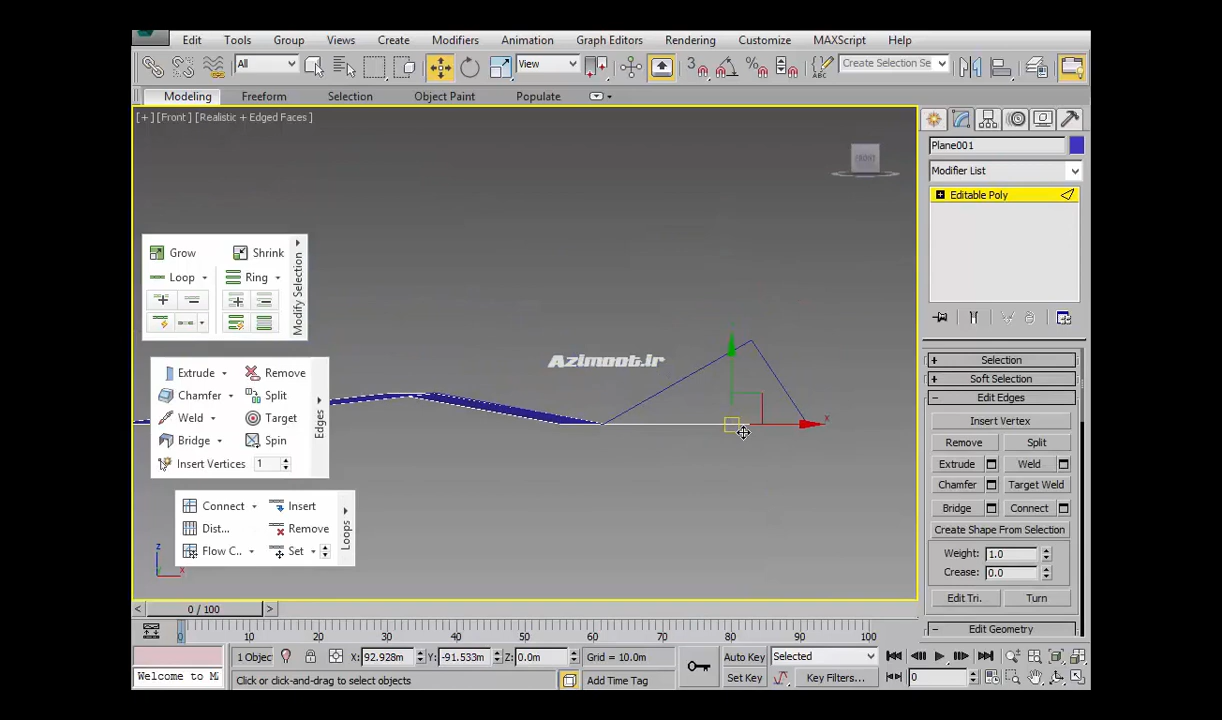 Edit Tools Group Views Create Modifiers Animation Graph Editors Rendering Customize MAXScript Help
All View 3 % ABC Create Selection Se
Modeling Freeform Selection Object Paint Populate
[+] [Front] [Realistic + Edged Faces]
FRONT
Plane001
Modifier List
Editable Poly
Grow Shrink
Loop Ring
Modify Selection
Azimoot.ir
Extrude Remove
Chamfer Split
Weld Target
Bridge Spin
Insert Vertices 1
Edges
x
Connect Insert
Dist... Remove
Flow C.. Set
Loops
z
x
Selection
Soft Selection
Edit Edges
Insert Vertex
Remove Split
Extrude Weld
Chamfer Target Weld
Bridge Connect
Create Shape From Selection
Weight: 1.0
Crease: 0.0
Edit Tri. Turn
Edit Geometry
< 0 / 100 >
0 10 20 30 40 50 60 70 80 90 100
1 Objec X: 92.928m Y: -91.533m Z: 0.0m Grid = 10.0m Auto Key Selected
Welcome to M Click or click-and-drag to select objects Add Time Tag Set Key Key Filters... 0